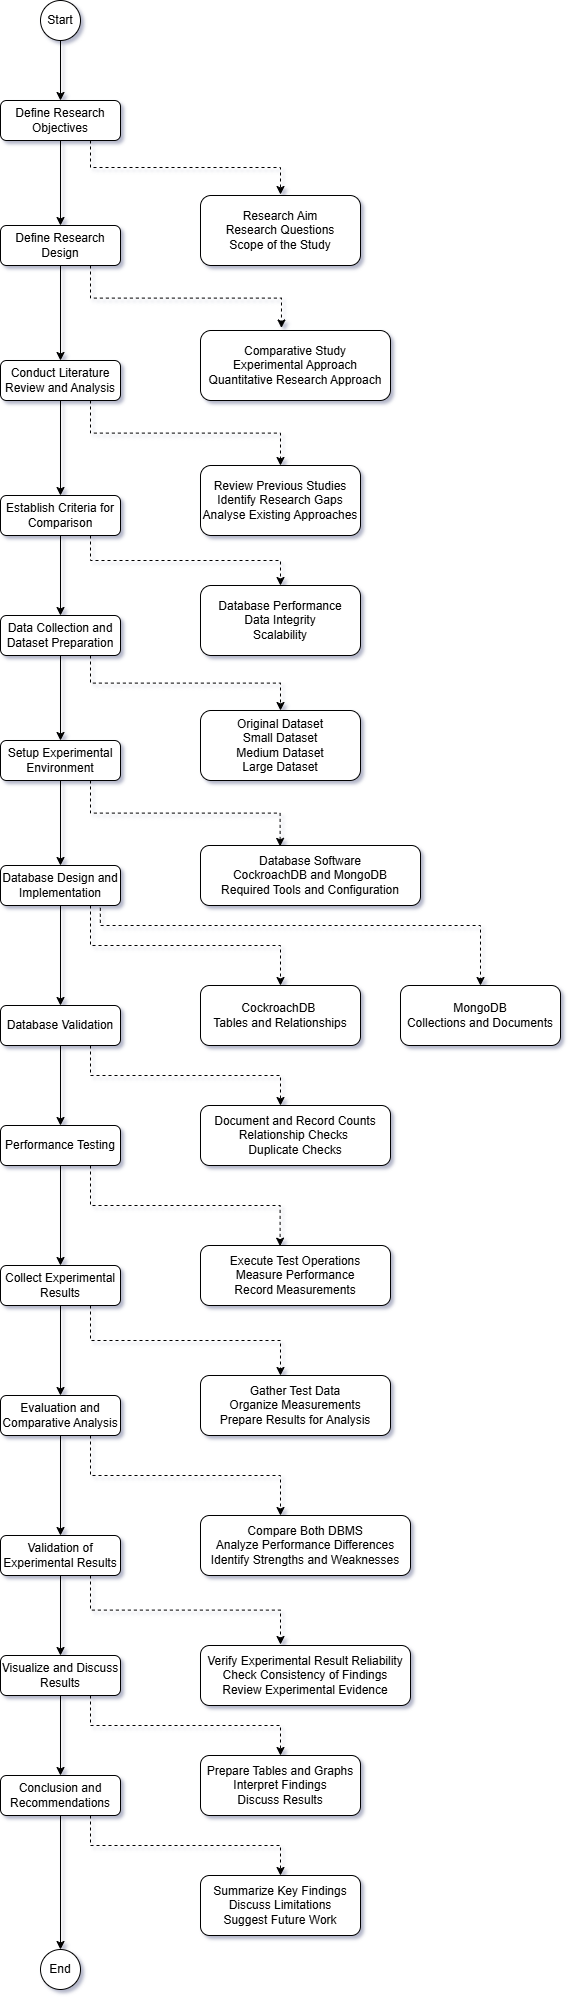 Start
Define Research
Objectives
Research Aim
Research Questions
Scope of the Study
Define Research
Design
Comparative Study
Experimental Approach
Quantitative Research Approach
Conduct Literature
Review and Analysis
Review Previous Studies
Identify Research Gaps
Analyse Existing Approaches
Establish Criteria for
Comparison
Database Performance
Data Integrity
Scalability
Data Collection and
Dataset Preparation
Original Dataset
Small Dataset
Medium Dataset
Large Dataset
Setup Experimental
Environment
Database Software
CockroachDB and MongoDB
Required Tools and Configuration
Database Design and
Implementation
CockroachDB
Tables and Relationships
MongoDB
Collections and Documents
Database Validation
Document and Record Counts
Relationship Checks
Duplicate Checks
Performance Testing
Execute Test Operations
Measure Performance
Record Measurements
Collect Experimental
Results
Gather Test Data
Organize Measurements
Prepare Results for Analysis
Evaluation and
Comparative Analysis
Compare Both DBMS
Analyze Performance Differences
Identify Strengths and Weaknesses
Validation of
Experimental Results
Verify Experimental Result Reliability
Check Consistency of Findings
Review Experimental Evidence
Visualize and Discuss
Results
Prepare Tables and Graphs
Interpret Findings
Discuss Results
Conclusion and
Recommendations
Summarize Key Findings
Discuss Limitations
Suggest Future Work
End